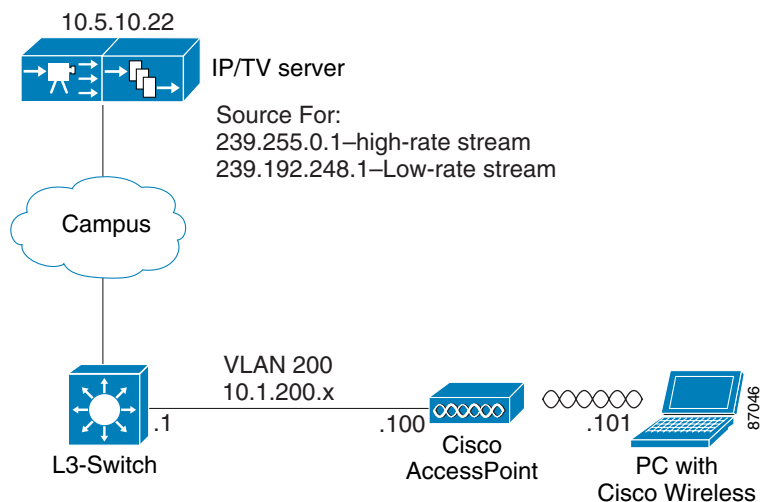 10.5.10.22
IP/TV server
Source For:
239.255.0.1–high-rate stream
239.192.248.1–Low-rate stream
Campus
VLAN 200
10.1.200.x
.1
.100
.101
L3-Switch
Cisco
AccessPoint
PC with
Cisco Wireless
87046